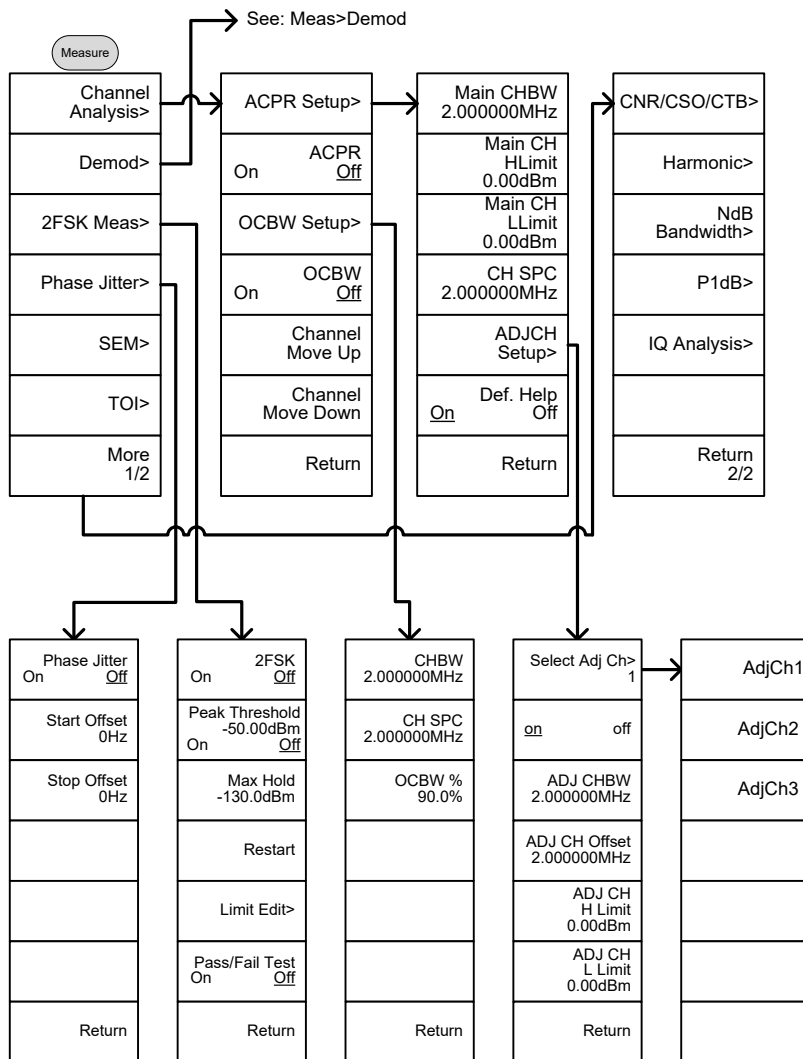 See: Meas>Demod
Measure
Channel
Analysis>
Demod>
2FSK Meas>
Phase Jitter>
SEM>
TOI>
More
1/2
ACPR Setup>
ACPR
On Off
OCBW Setup>
OCBW
On Off
Channel
Move Up
Channel
Move Down
Return
Main CHBW
2.000000MHz
Main CH
HLimit
0.00dBm
Main CH
LLimit
0.00dBm
CH SPC
2.000000MHz
ADJCH
Setup>
Def. Help
On Off
Return
CNR/CSO/CTB>
Harmonic>
NdB
Bandwidth>
P1dB>
IQ Analysis>
Return
2/2
Phase Jitter
On Off
Start Offset
0Hz
Stop Offset
0Hz
Return
2FSK
On Off
Peak Threshold
-50.00dBm
On Off
Max Hold
-130.0dBm
Restart
Limit Edit>
Pass/Fail Test
On Off
Return
CHBW
2.000000MHz
CH SPC
2.000000MHz
OCBW %
90.0%
Return
Select Adj Ch>
1
on off
ADJ CHBW
2.000000MHz
ADJ CH Offset
2.000000MHz
ADJ CH
H Limit
0.00dBm
ADJ CH
L Limit
0.00dBm
Return
AdjCh1
AdjCh2
AdjCh3